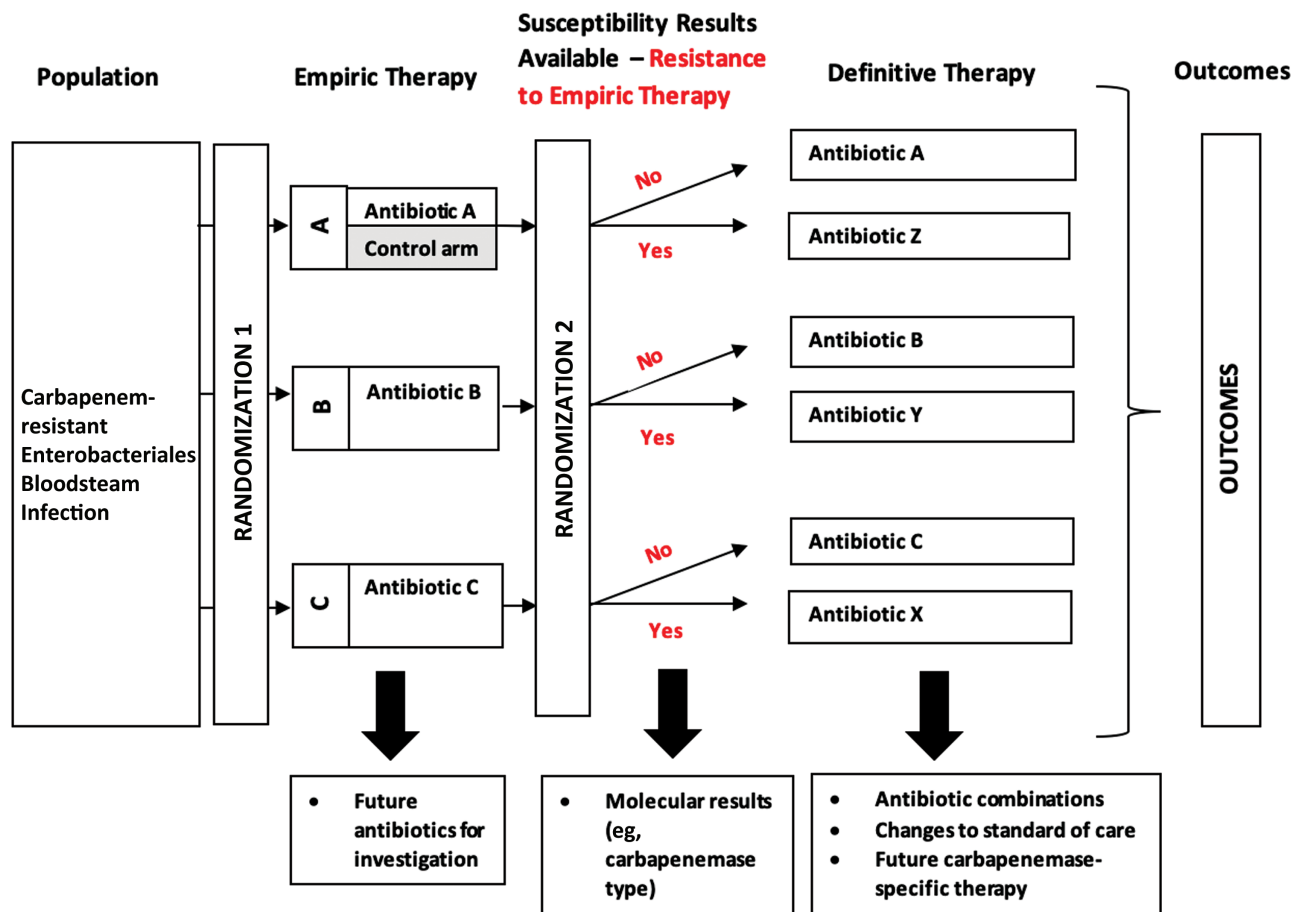 Population
Empiric Therapy
Susceptibility Results
Available – Resistance
to Empiric Therapy
Definitive Therapy
Outcomes
Carbapenem-
resistant
Enterobacteriales
Bloodsteam
Infection
RANDOMIZATION 1
A
Antibiotic A
Control arm
B
Antibiotic B
C
Antibiotic C
RANDOMIZATION 2
No
Yes
No
Yes
No
Yes
Antibiotic A
Antibiotic Z
Antibiotic B
Antibiotic Y
Antibiotic C
Antibiotic X
OUTCOMES
• Future
antibiotics for
investigation
• Molecular results
(eg,
carbapenemase
type)
• Antibiotic combinations
• Changes to standard of care
• Future carbapenemase-
specific therapy